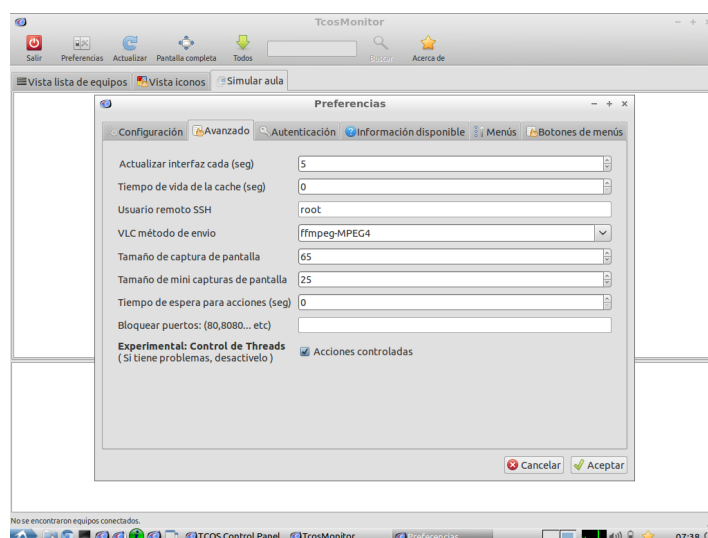 TcosMonitor
Salir Preferencias Actualizar Pantalla completa Todos Buscar Acerca de
Vista lista de equipos Vista iconos Simular aula
Preferencias
Configuración Avanzado Autenticación Información disponible Menús Botones de menús
Actualizar interfaz cada (seg) 5
Tiempo de vida de la cache (seg) 0
Usuario remoto SSH root
VLC método de envio ffmpeg-MPEG4
Tamaño de captura de pantalla 65
Tamaño de mini capturas de pantalla 25
Tiempo de espera para acciones (seg) 0
Bloquear puertos: (80,8080... etc)
Experimental: Control de Threads
( Si tiene problemas, desactivelo )
Acciones controladas
Cancelar Aceptar
No se encontraron equipos conectados.
TCOS Control Panel TcosMonitor Preferencias 07:38